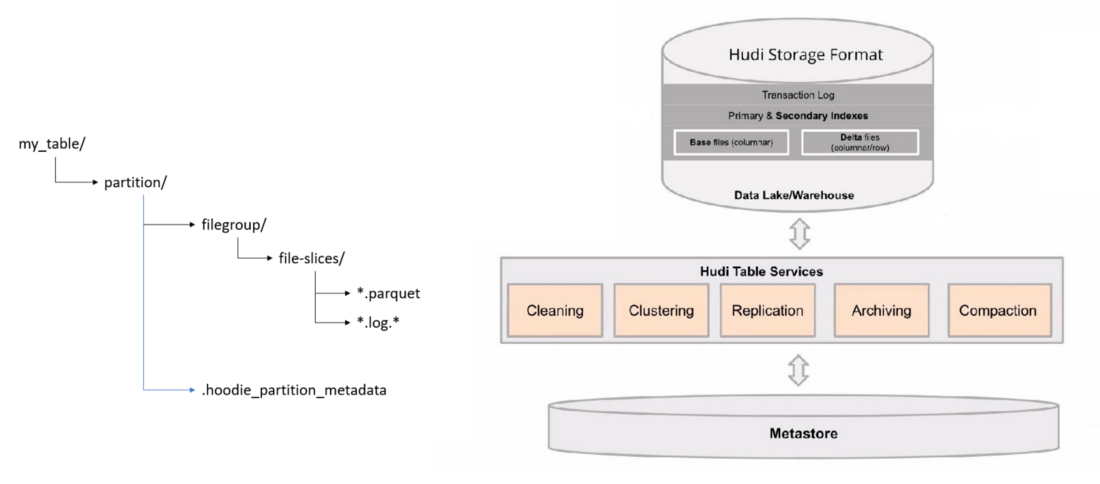 my_table/
partition/
filegroup/
file-slices/
*.parquet
*.log.*
.hoodie_partition_metadata
Hudi Storage Format
Transaction Log
Primary & Secondary Indexes
Base files (columnar)
Delta files
(columnar/row)
Data Lake/Warehouse
Hudi Table Services
Cleaning
Clustering
Replication
Archiving
Compaction
Metastore